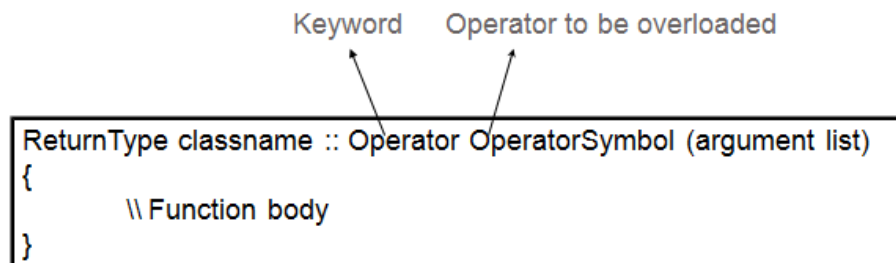 Keyword Operator to be overloaded
ReturnType classname :: Operator OperatorSymbol (argument list)
{
\\ Function body
}